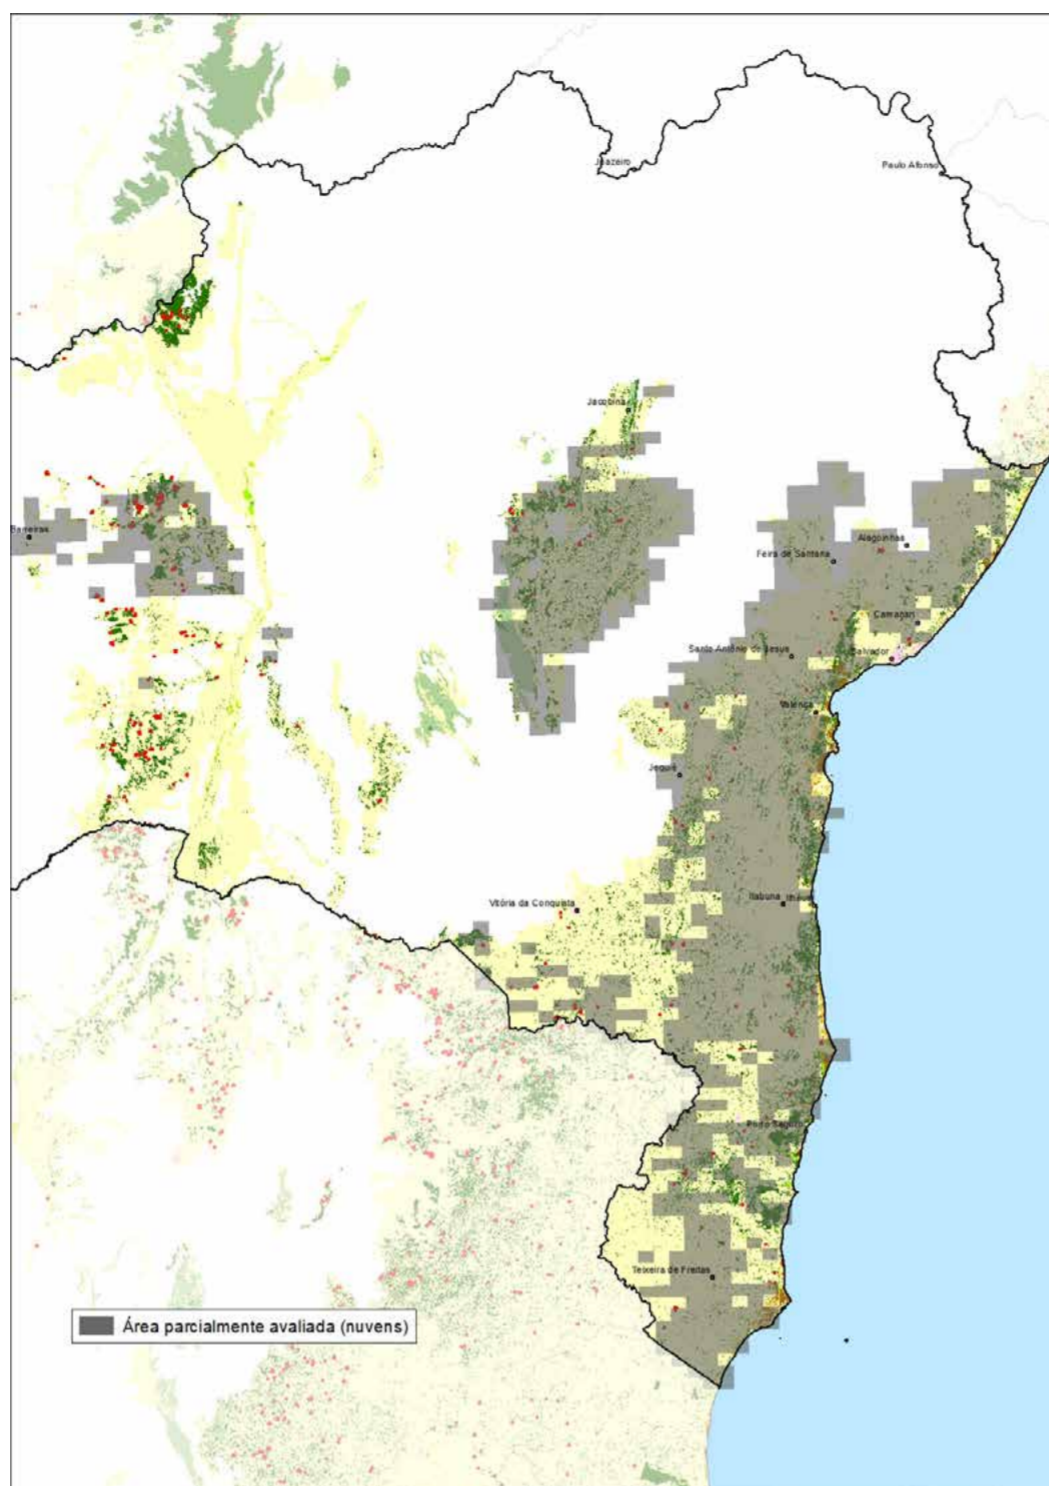 Juazeiro
Paulo Afonso
Jacobina
Barreiras
Alagoinhas
Feira de Santana
Camaçari
Santo Antônio de Jesus
Salvador
Valença
Jequié
Itabuna
Ilhéus
Vitória da Conquista
Porto Seguro
Teixeira de Freitas
Área parcialmente avaliada (nuvens)